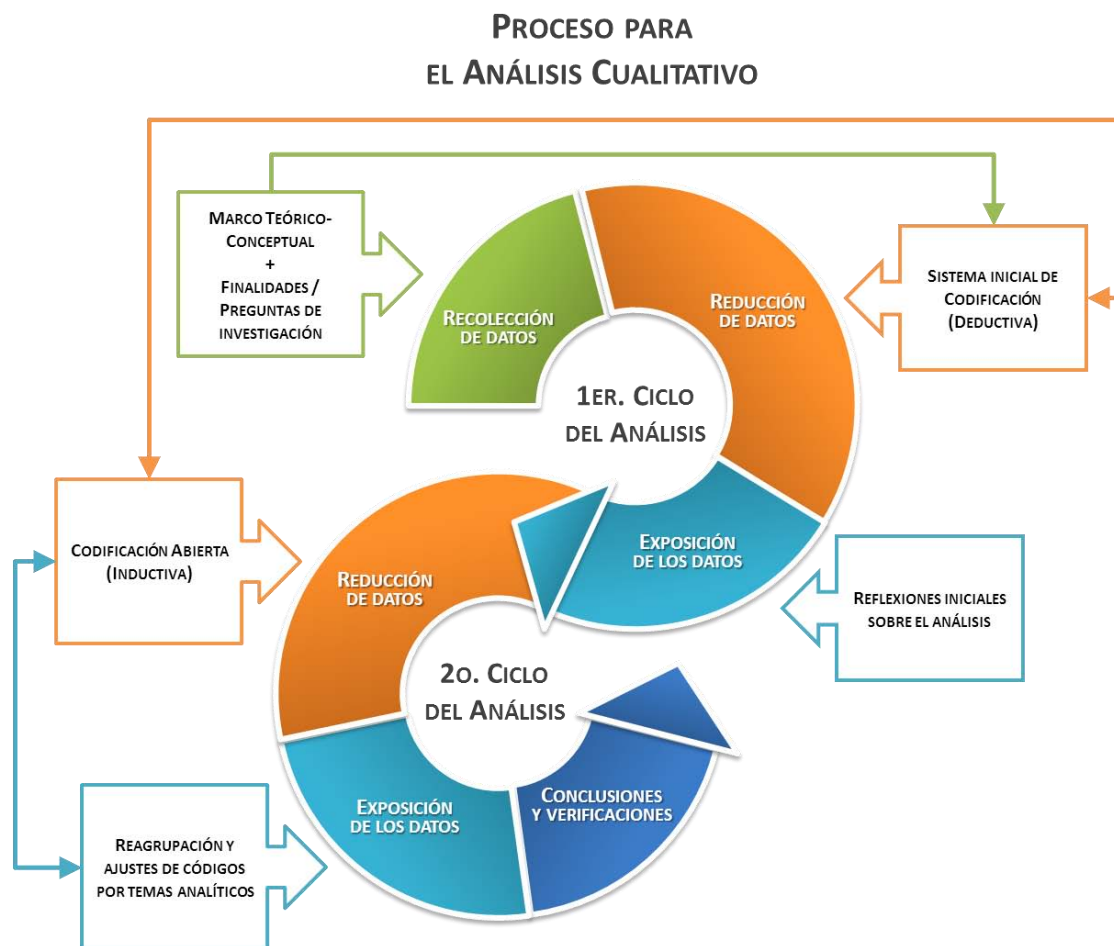 PROCESO PARA
EL ANÁLISIS CUALITATIVO
MARCO TEÓRICO-
CONCEPTUAL
+
FINALIDADES /
PREGUNTAS DE
INVESTIGACIÓN
RECOLECCIÓN
DE DATOS
REDUCCIÓN
DE DATOS
SISTEMA INICIAL DE
CODIFICACIÓN
(DEDUCTIVA)
1ER. CICLO
DEL ANÁLISIS
EXPOSICIÓN
DE LOS DATOS
REFLEXIONES INICIALES
SOBRE EL ANÁLISIS
CODIFICACIÓN ABIERTA
(INDUCTIVA)
REDUCCIÓN
DE DATOS
2O. CICLO
DEL ANÁLISIS
EXPOSICIÓN
DE LOS DATOS
CONCLUSIONES
Y VERIFICACIONES
REAGRUPACIÓN Y
AJUSTES DE CÓDIGOS
POR TEMAS ANALÍTICOS